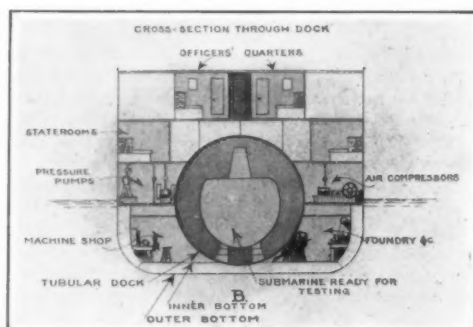 CROSS-SECTION THROUGH DOCK
OFFICERS' QUARTERS
STATEROOMS
PRESSURE
PUMPS
AIR COMPRESSORS
MACHINE SHOP
FOUNDRY &C.
TUBULAR DOCK
SUBMARINE READY FOR
TESTING
B.
INNER BOTTOM
OUTER BOTTOM